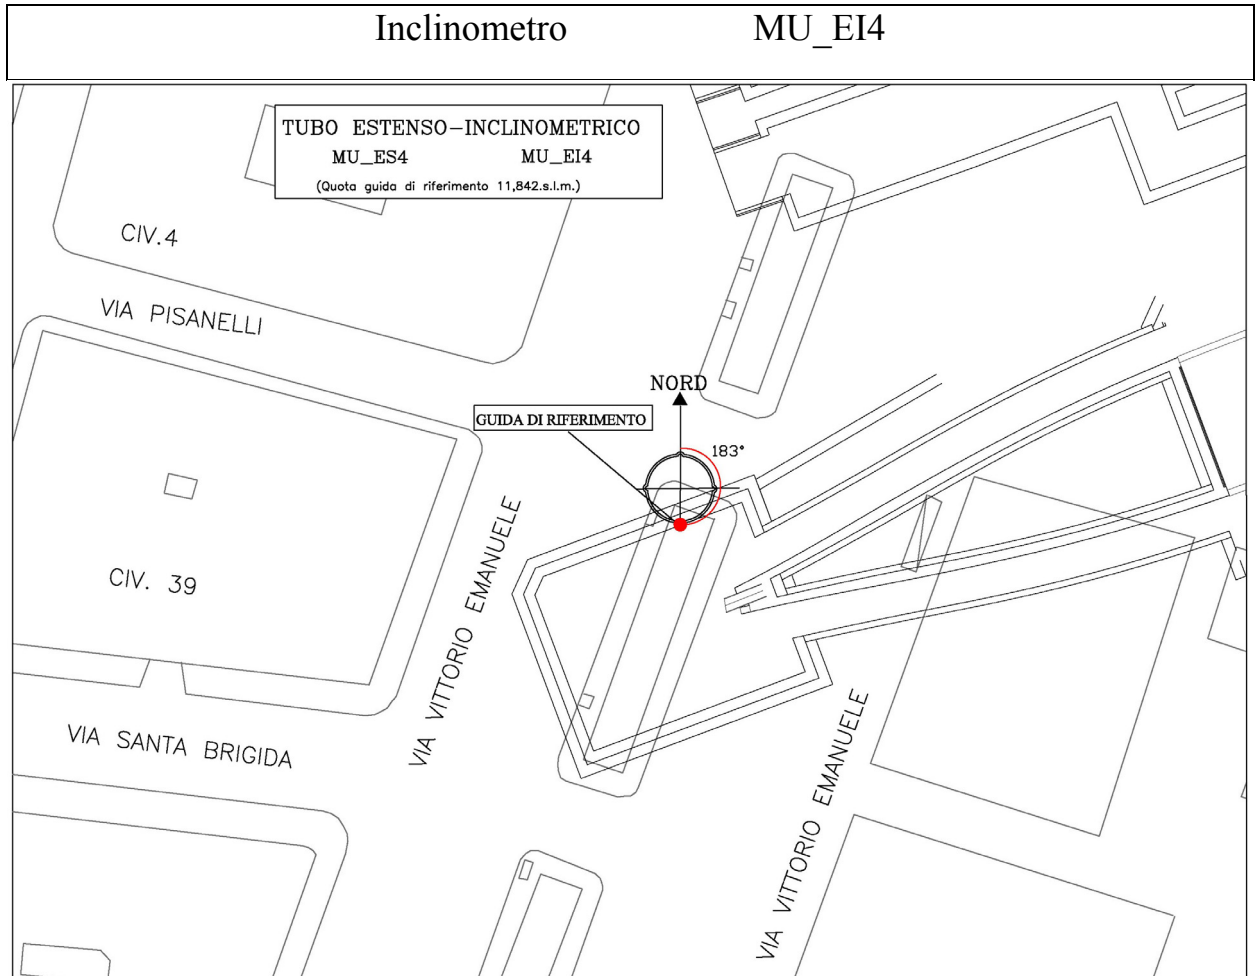 Inclinometro MU_EI4
TUBO ESTENSO-INCLINOMETRICO
MU_ES4 MU_EI4
(Quota guida di riferimento 11,842.s.l.m.)
CIV.4
VIA PISANELLI
NORD
GUIDA DI RIFERIMENTO
183°
CIV. 39
VIA VITTORIO EMANUELE
VIA SANTA BRIGIDA
VIA VITTORIO EMANUELE